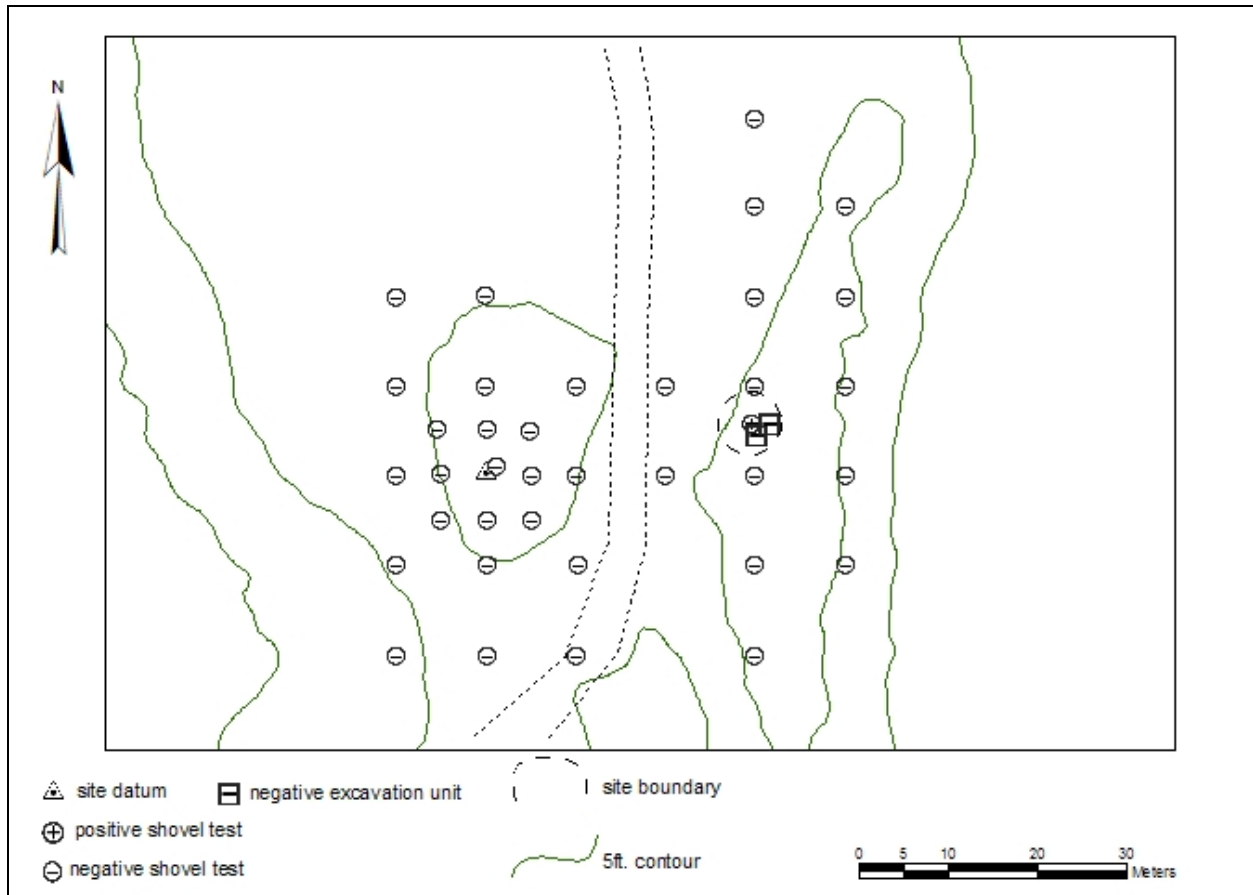 N
site datum
negative excavation unit
site boundary
positive shovel test
negative shovel test
5ft. contour
0 5 10 20 30
Meters